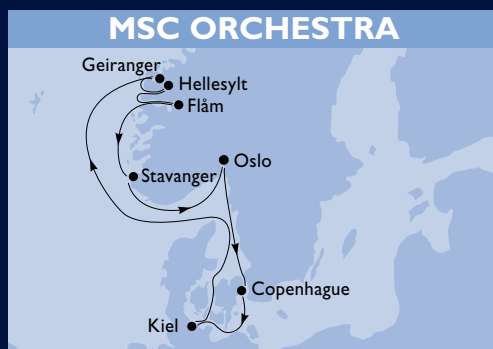 MSC ORCHESTRA
Geiranger
Hellesylt
Flåm
Oslo
Stavanger
Copenhague
Kiel